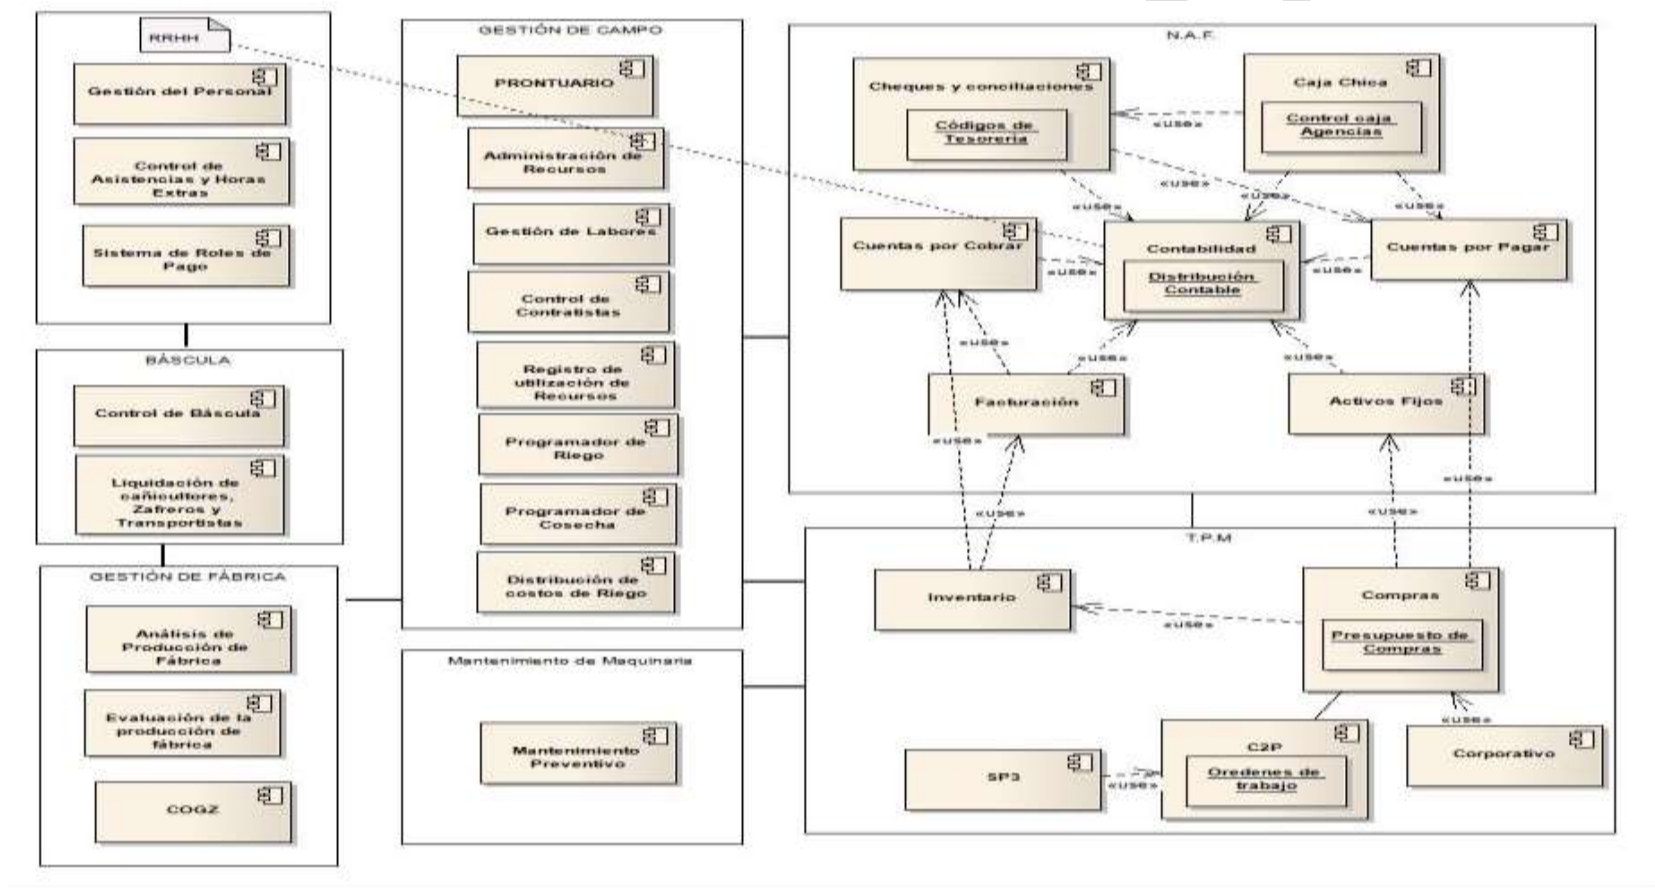 RRHH
Gestión del Personal
Control de
Asistencias y Horas
Extras
Sistema de Roles de
Pago
BÁSCULA
Control de Báscula
Liquidación de
cañicultores,
Zafreros y
Transportistas
GESTIÓN DE FÁBRICA
Análisis de
Producción de
Fábrica
Evaluación de la
producción de
fábrica
COGZ
GESTIÓN DE CAMPO
PRONTUARIO
Administración de
Recursos
Gestión de Labores
Control de
Contratistas
Registro de
utilización de
Recursos
Programador de
Riego
Programador de
Cosecha
Distribución de
costos de Riego
Mantenimiento de Maquinaria
Mantenimiento
Preventivo
N.A.F.
Cheques y conciliaciones
Códigos de
Tesorería
Caja Chica
Control caja
Agencias
«use»
«use»
«use»
«use»
«use»
Cuentas por Cobrar
Contabilidad
Distribución
Contable
Cuentas por Pagar
«use»
«use»
«use»
«use»
«use»
Facturación
Activos Fijos
«use»
«use»
«use»
«use»
T.P.M
Inventario
Compras
Presupuesto de
Compras
«use»
«use»
C2P
Oredenes de
trabajo
SP3
«use»
Corporativo